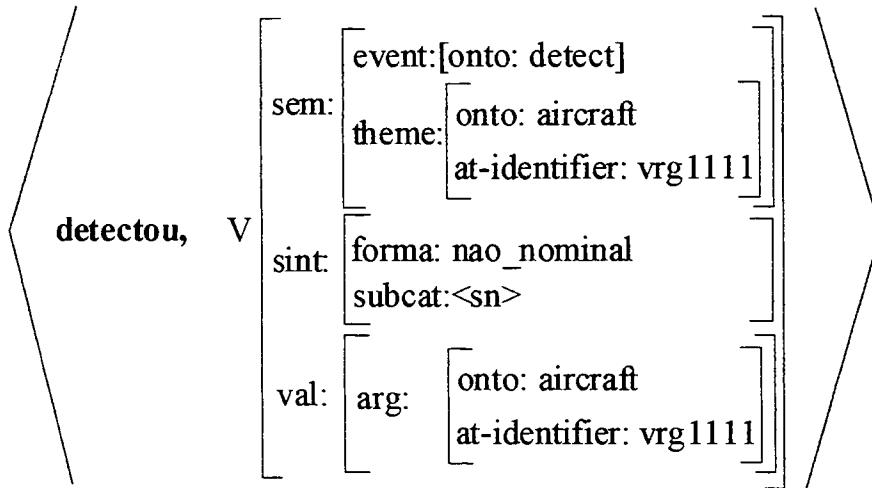 event:[onto: detect]
sem:
theme: onto: aircraft
at-identifier: vrg1111
detectou, V
sint: forma: nao_nominal
subcat:<sn>
val: arg: onto: aircraft
at-identifier: vrg1111